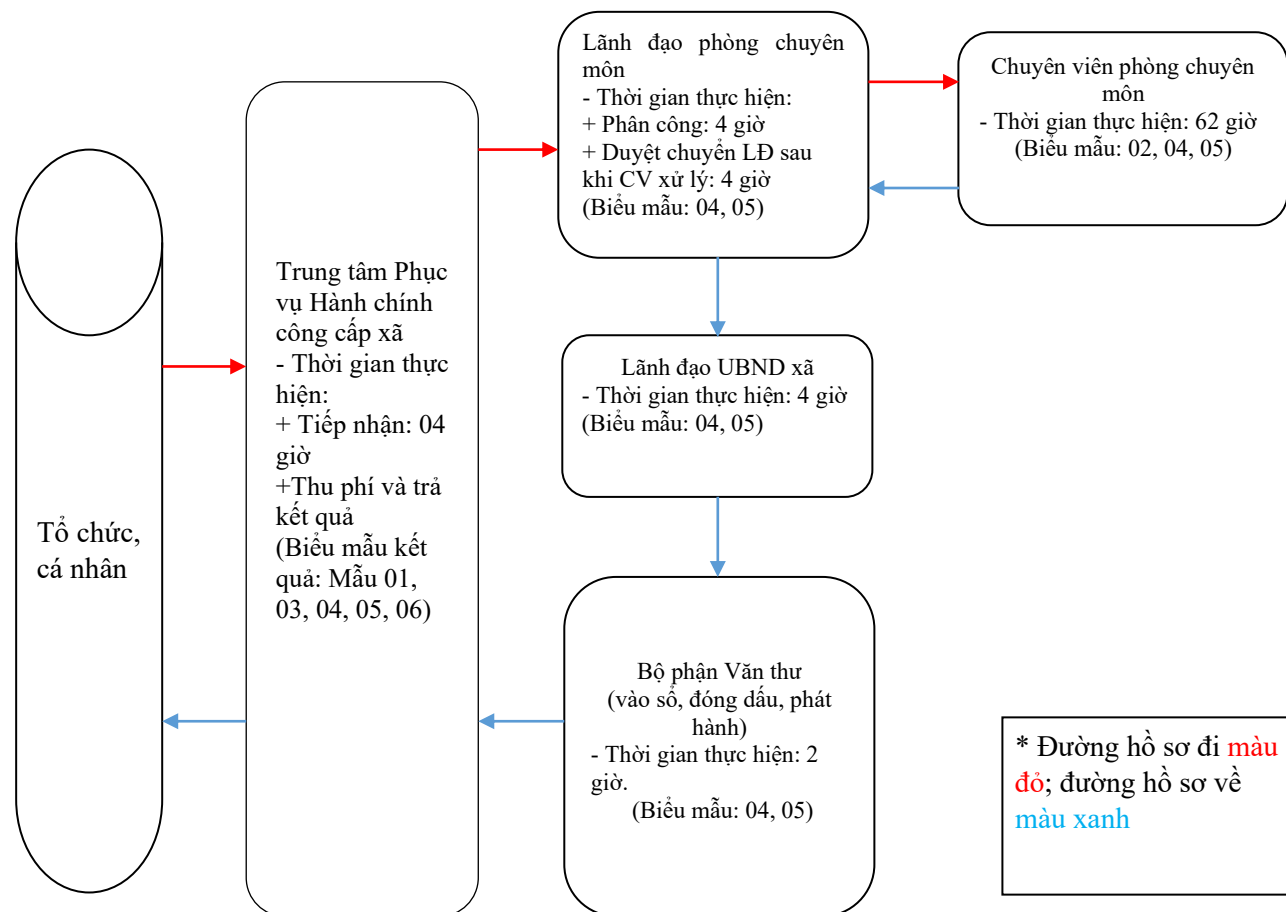 Tổ chức,
cá nhân
Trung tâm Phục
vụ Hành chính
công cấp xã
- Thời gian thực
hiện:
+ Tiếp nhận: 04
giờ
+Thu phí và trả
kết quả
(Biểu mẫu kết
quả: Mẫu 01,
03, 04, 05, 06)
Lãnh đạo phòng chuyên
môn
- Thời gian thực hiện:
+ Phân công: 4 giờ
+ Duyệt chuyển LĐ sau
khi CV xử lý: 4 giờ
(Biểu mẫu: 04, 05)
Chuyên viên phòng chuyên
môn
- Thời gian thực hiện: 62 giờ
(Biểu mẫu: 02, 04, 05)
Lãnh đạo UBND xã
- Thời gian thực hiện: 4 giờ
(Biểu mẫu: 04, 05)
Bộ phận Văn thư
(vào sổ, đóng dấu, phát
hành)
- Thời gian thực hiện: 2
giờ.
(Biểu mẫu: 04, 05)
* Đường hồ sơ đi màu
đỏ; đường hồ sơ về
màu xanh